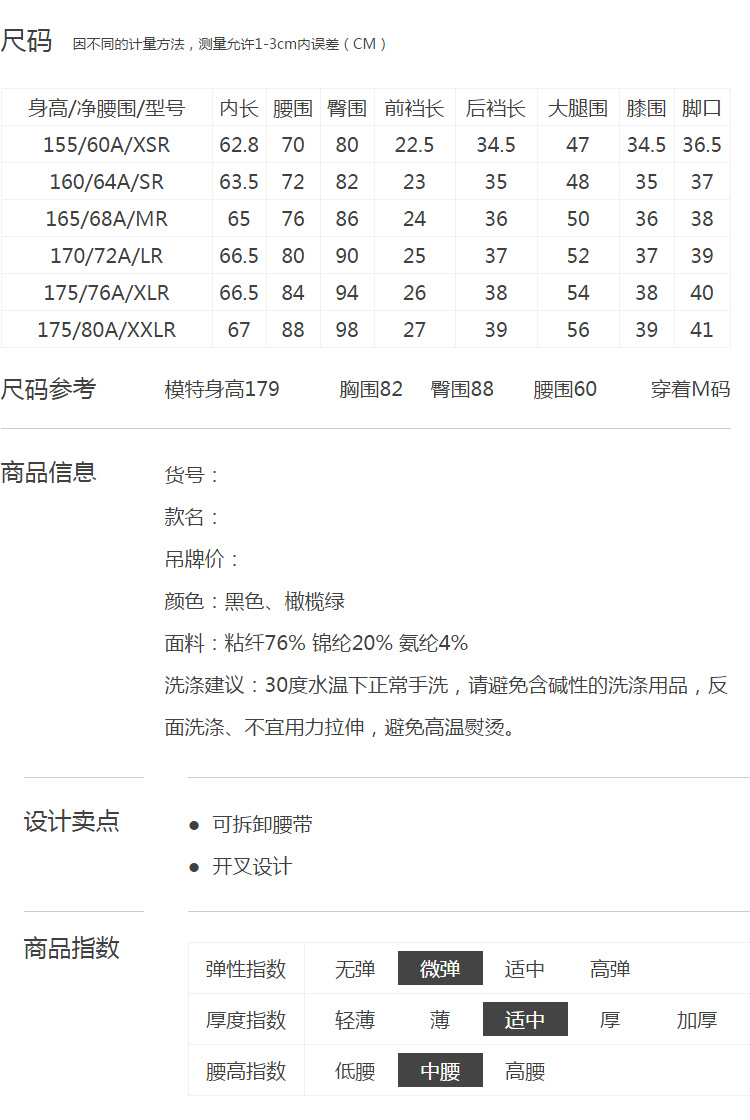 尺码 因不同的计量方法，测量允许1-3cm内误差（CM）
身高/净腰围/型号 内长 腰围 臀围 前裆长 后裆长 大腿围 膝围 脚口
155/60A/XSR 62.8 70 80 22.5 34.5 47 34.5 36.5
160/64A/SR 63.5 72 82 23 35 48 35 37
165/68A/MR 65 76 86 24 36 50 36 38
170/72A/LR 66.5 80 90 25 37 52 37 39
175/76A/XLR 66.5 84 94 26 38 54 38 40
175/80A/XXLR 67 88 98 27 39 56 39 41
尺码参考 模特身高179 胸围82 臀围88 腰围60 穿着M码
商品信息 货号：
款名：
吊牌价：
颜色：黑色、橄榄绿
面料：粘纤76% 锦纶20% 氨纶4%
洗涤建议：30度水温下正常手洗，请避免含碱性的洗涤用品，反
面洗涤、不宜用力拉伸，避免高温熨烫。
设计卖点 ● 可拆卸腰带
● 开叉设计
商品指数
弹性指数 无弹 微弹 适中 高弹
厚度指数 轻薄 薄 适中 厚 加厚
腰高指数 低腰 中腰 高腰